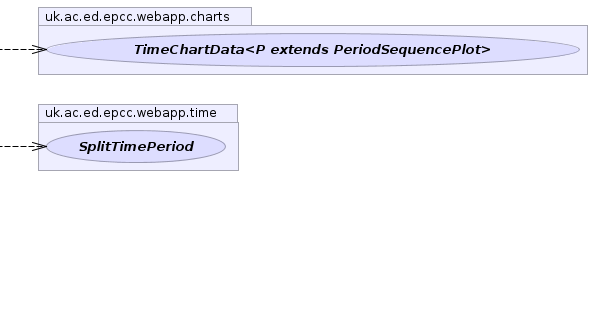 uk.ac.ed.epcc.webapp.charts
TimeChartData<P extends PeriodSequencePlot>
uk.ac.ed.epcc.webapp.time
SplitTimePeriod